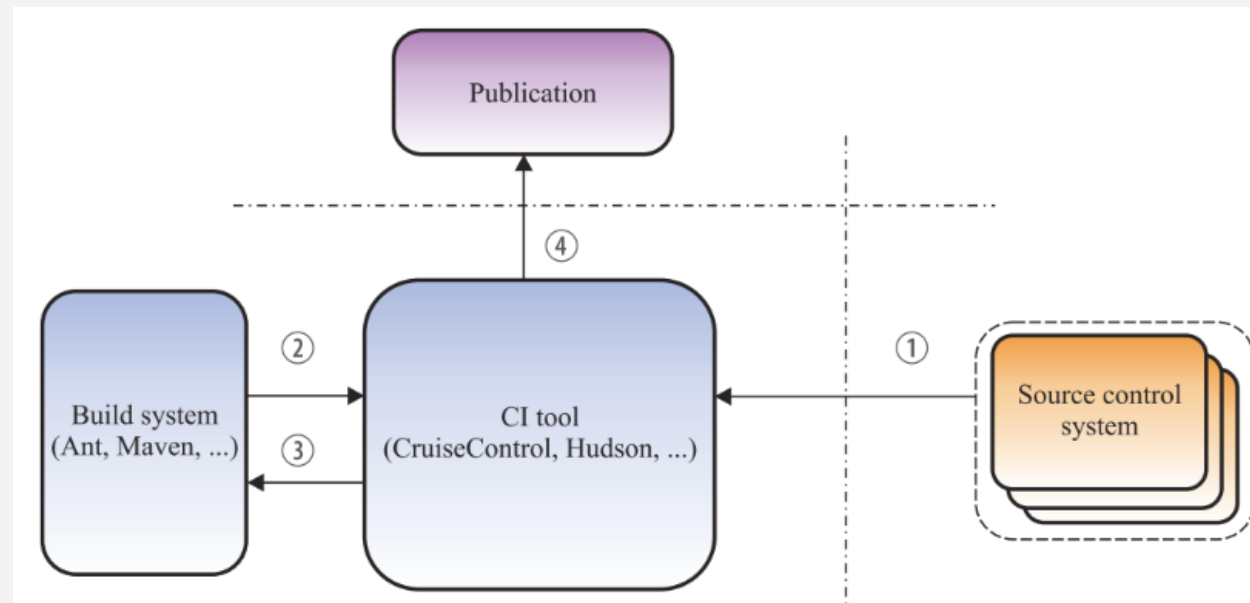 Publication
④
②
①
Build system
(Ant, Maven, ...)
③
CI tool
(CruiseControl, Hudson, ...)
Source control
system